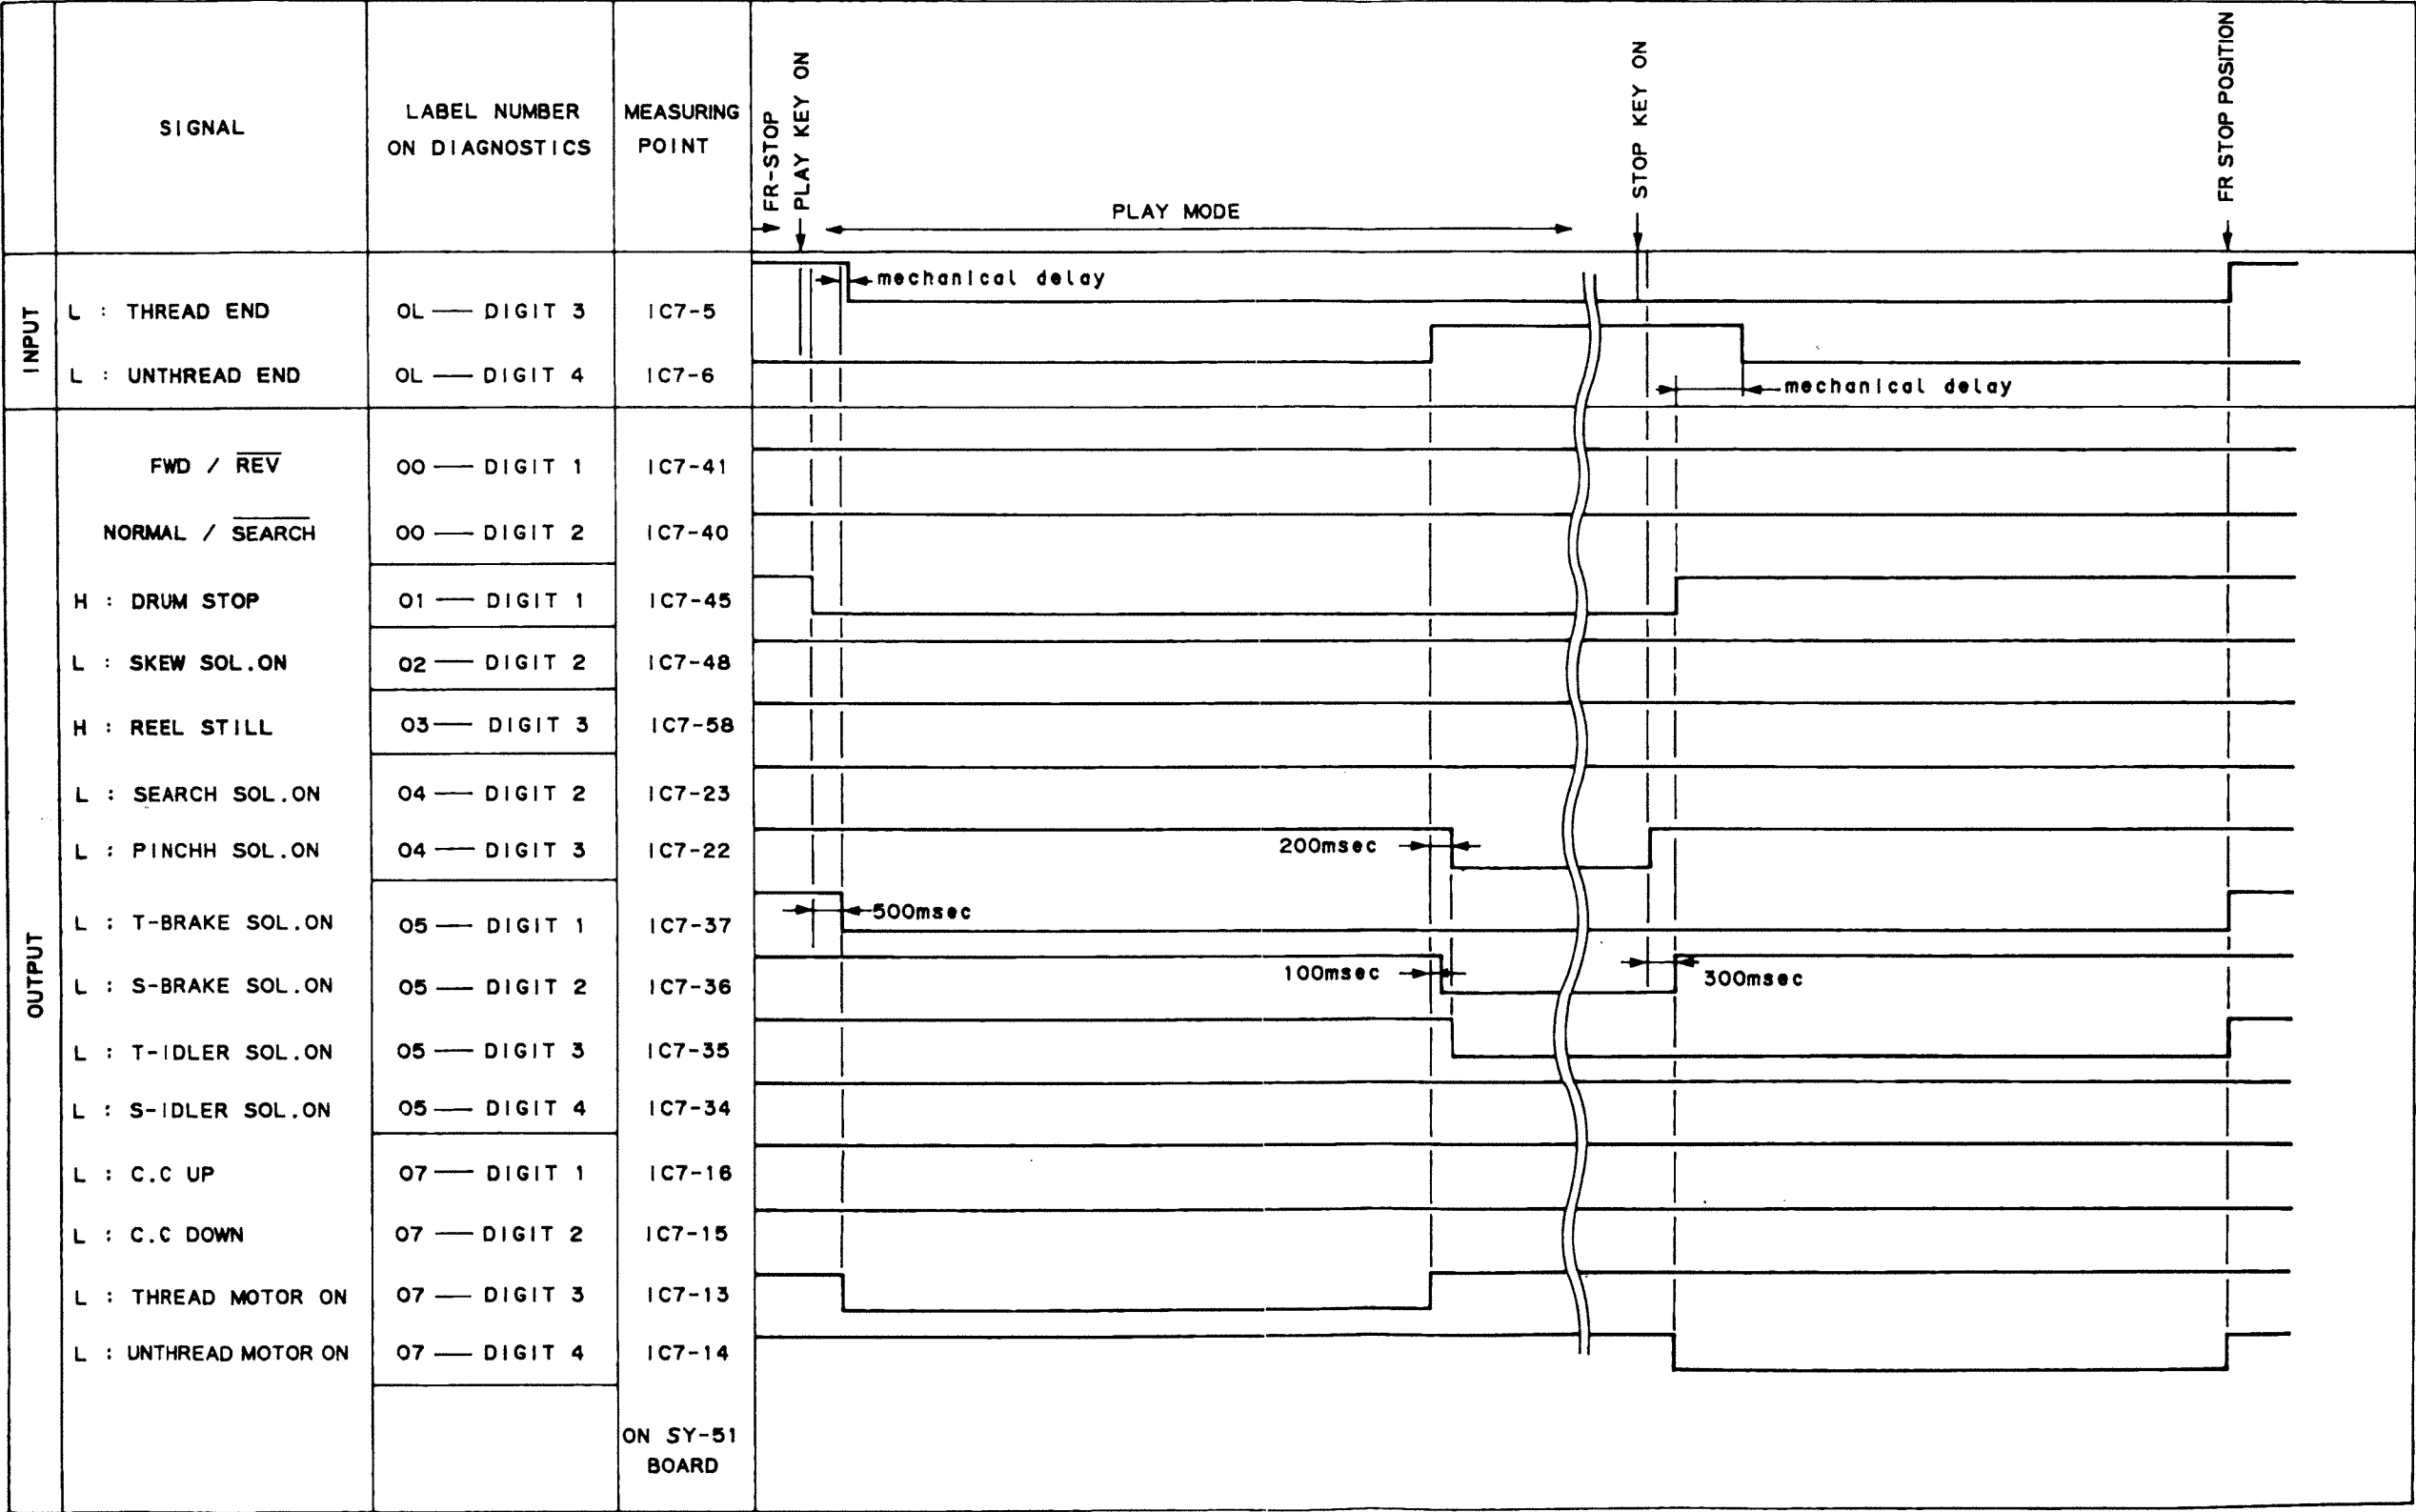 SIGNAL
LABEL NUMBER
ON DIAGNOSTICS
MEASURING
POINT
FR-STOP
PLAY KEY ON
PLAY MODE
STOP KEY ON
FR STOP POSITION
INPUT
L : THREAD END OL — DIGIT 3 IC7-5
mechanical delay
L : UNTHREAD END OL — DIGIT 4 IC7-6
mechanical delay
OUTPUT
FWD / REV 00 — DIGIT 1 IC7-41
NORMAL / SEARCH 00 — DIGIT 2 IC7-40
H : DRUM STOP 01 — DIGIT 1 IC7-45
L : SKEW SOL.ON 02 — DIGIT 2 IC7-48
H : REEL STILL 03 — DIGIT 3 IC7-58
L : SEARCH SOL.ON 04 — DIGIT 2 IC7-23
L : PINCHH SOL.ON 04 — DIGIT 3 IC7-22
200msec
L : T-BRAKE SOL.ON 05 — DIGIT 1 IC7-37
500msec
L : S-BRAKE SOL.ON 05 — DIGIT 2 IC7-36
100msec
300msec
L : T-IDLER SOL.ON 05 — DIGIT 3 IC7-35
L : S-IDLER SOL.ON 05 — DIGIT 4 IC7-34
L : C.C UP 07 — DIGIT 1 IC7-16
L : C.C DOWN 07 — DIGIT 2 IC7-15
L : THREAD MOTOR ON 07 — DIGIT 3 IC7-13
L : UNTHREAD MOTOR ON 07 — DIGIT 4 IC7-14
ON SY-51
BOARD